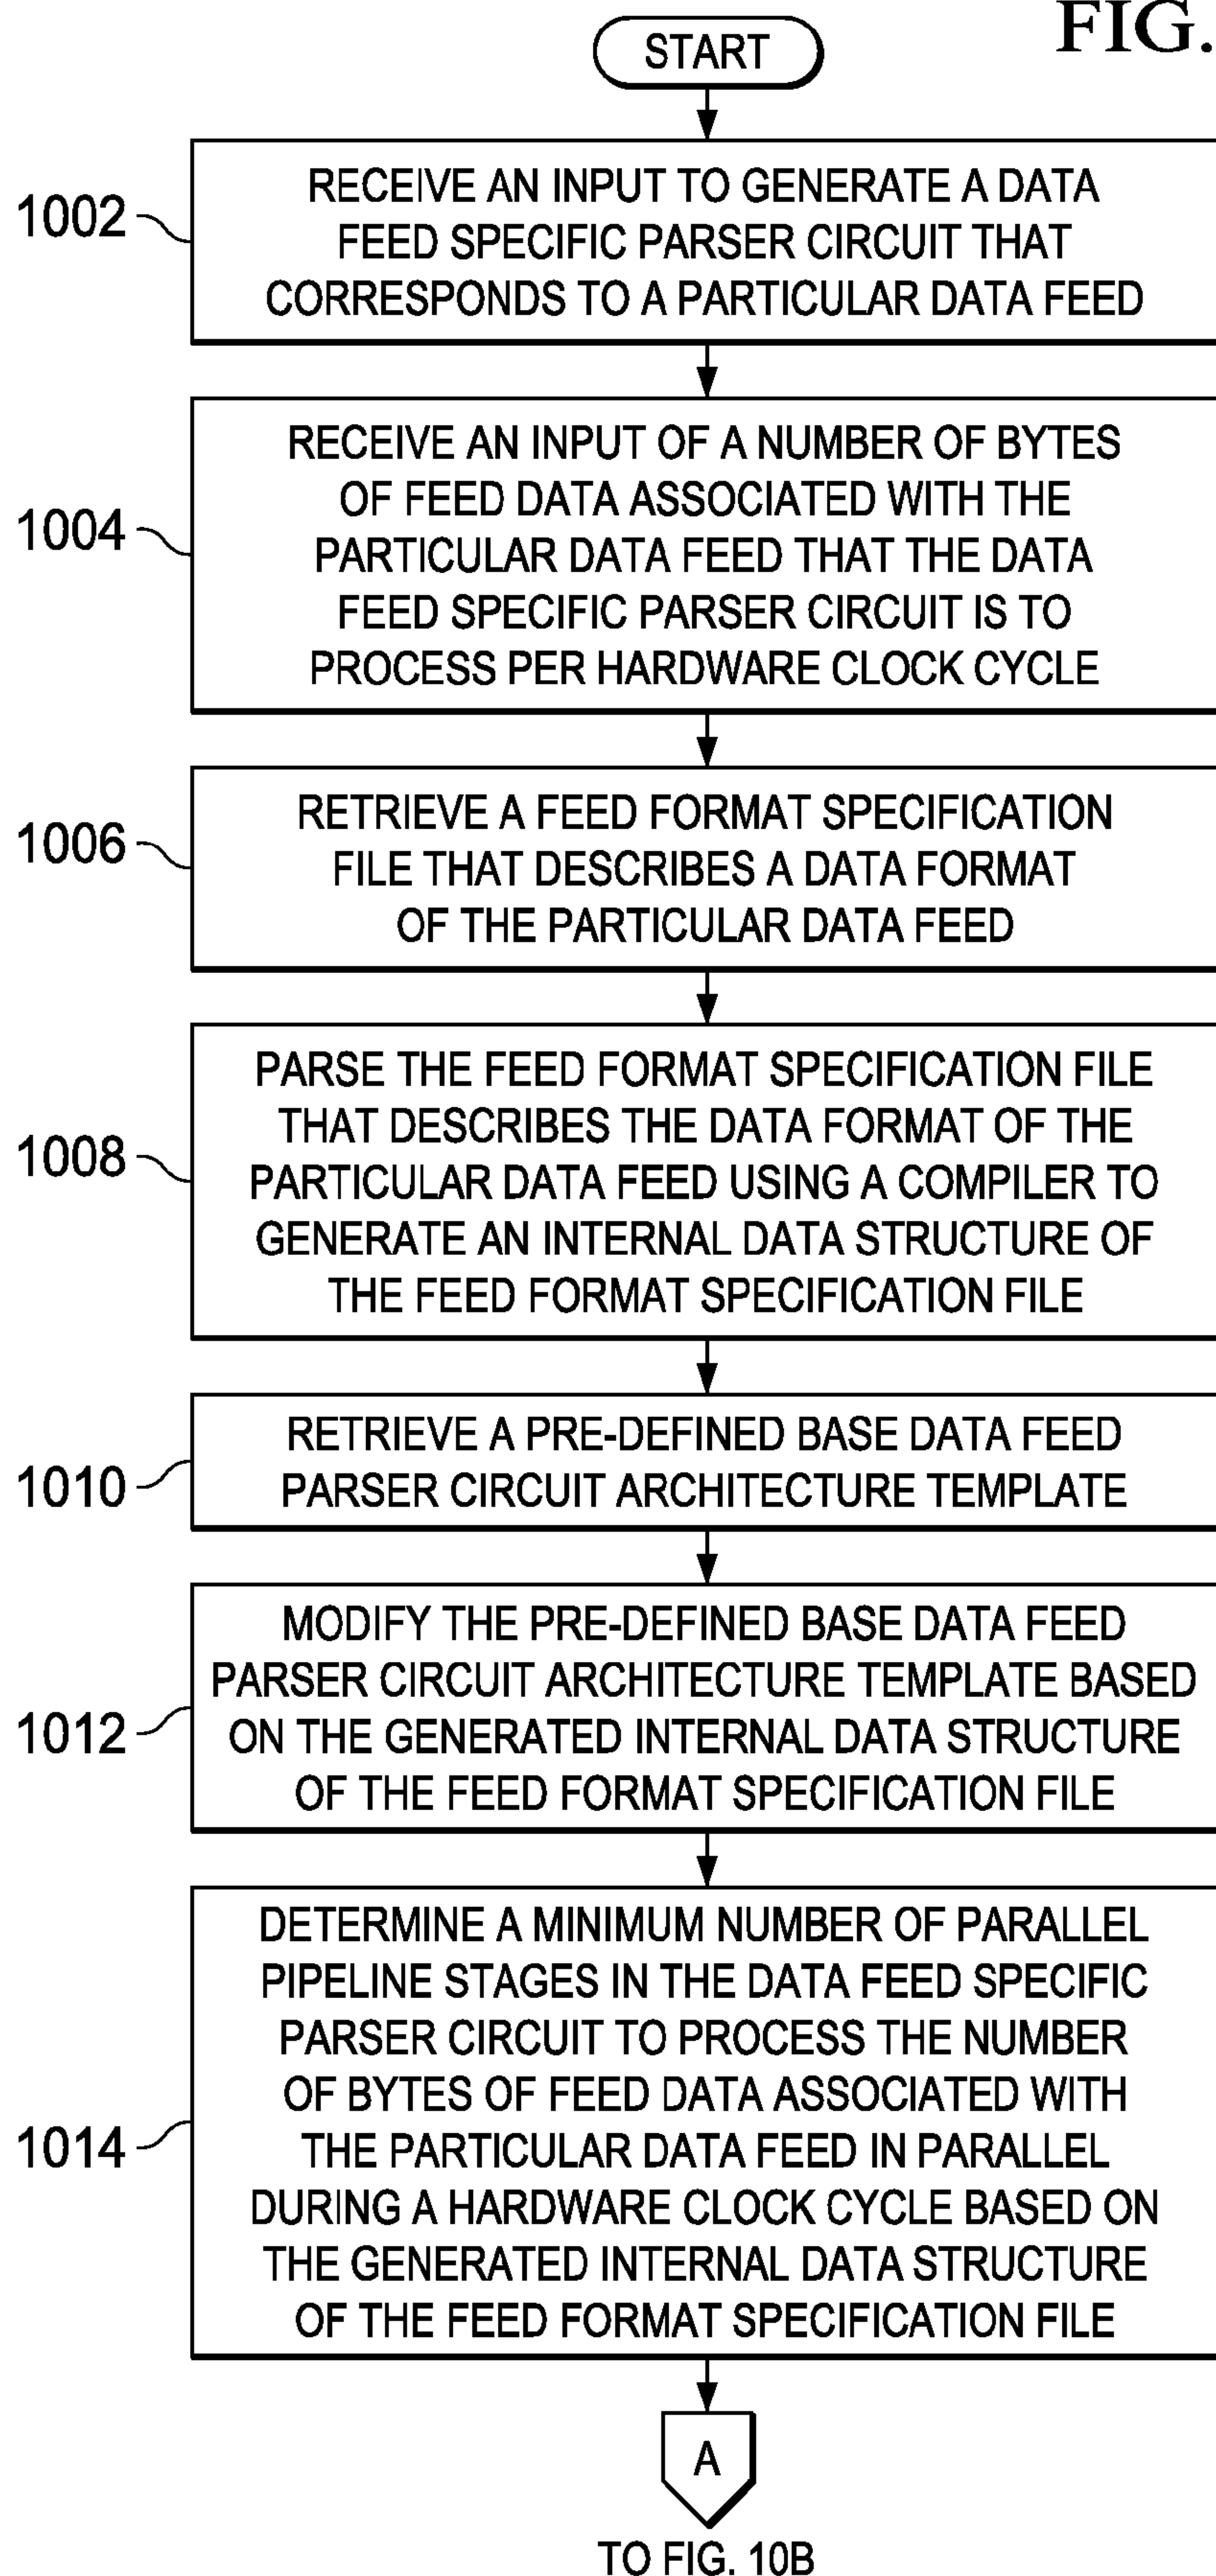 FIG.
START
1002
RECEIVE AN INPUT TO GENERATE A DATA
FEED SPECIFIC PARSER CIRCUIT THAT
CORRESPONDS TO A PARTICULAR DATA FEED
1004
RECEIVE AN INPUT OF A NUMBER OF BYTES
OF FEED DATA ASSOCIATED WITH THE
PARTICULAR DATA FEED THAT THE DATA
FEED SPECIFIC PARSER CIRCUIT IS TO
PROCESS PER HARDWARE CLOCK CYCLE
1006
RETRIEVE A FEED FORMAT SPECIFICATION
FILE THAT DESCRIBES A DATA FORMAT
OF THE PARTICULAR DATA FEED
1008
PARSE THE FEED FORMAT SPECIFICATION FILE
THAT DESCRIBES THE DATA FORMAT OF THE
PARTICULAR DATA FEED USING A COMPILER TO
GENERATE AN INTERNAL DATA STRUCTURE OF
THE FEED FORMAT SPECIFICATION FILE
1010
RETRIEVE A PRE-DEFINED BASE DATA FEED
PARSER CIRCUIT ARCHITECTURE TEMPLATE
1012
MODIFY THE PRE-DEFINED BASE DATA FEED
PARSER CIRCUIT ARCHITECTURE TEMPLATE BASED
ON THE GENERATED INTERNAL DATA STRUCTURE
OF THE FEED FORMAT SPECIFICATION FILE
1014
DETERMINE A MINIMUM NUMBER OF PARALLEL
PIPELINE STAGES IN THE DATA FEED SPECIFIC
PARSER CIRCUIT TO PROCESS THE NUMBER
OF BYTES OF FEED DATA ASSOCIATED WITH
THE PARTICULAR DATA FEED IN PARALLEL
DURING A HARDWARE CLOCK CYCLE BASED ON
THE GENERATED INTERNAL DATA STRUCTURE
OF THE FEED FORMAT SPECIFICATION FILE
A
TO FIG. 10B